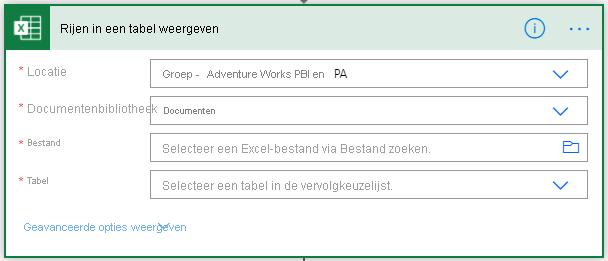 Rijen in een tabel weergeven
* Locatie
Groep - Adventure Works PBI en PA
* Documentenbibliotheek
Documenten
* Bestand
Selecteer een Excel-bestand via Bestand zoeken.
* Tabel
Selecteer een tabel in de vervolgkeuzelijst.
Geavanceerde opties weergeven